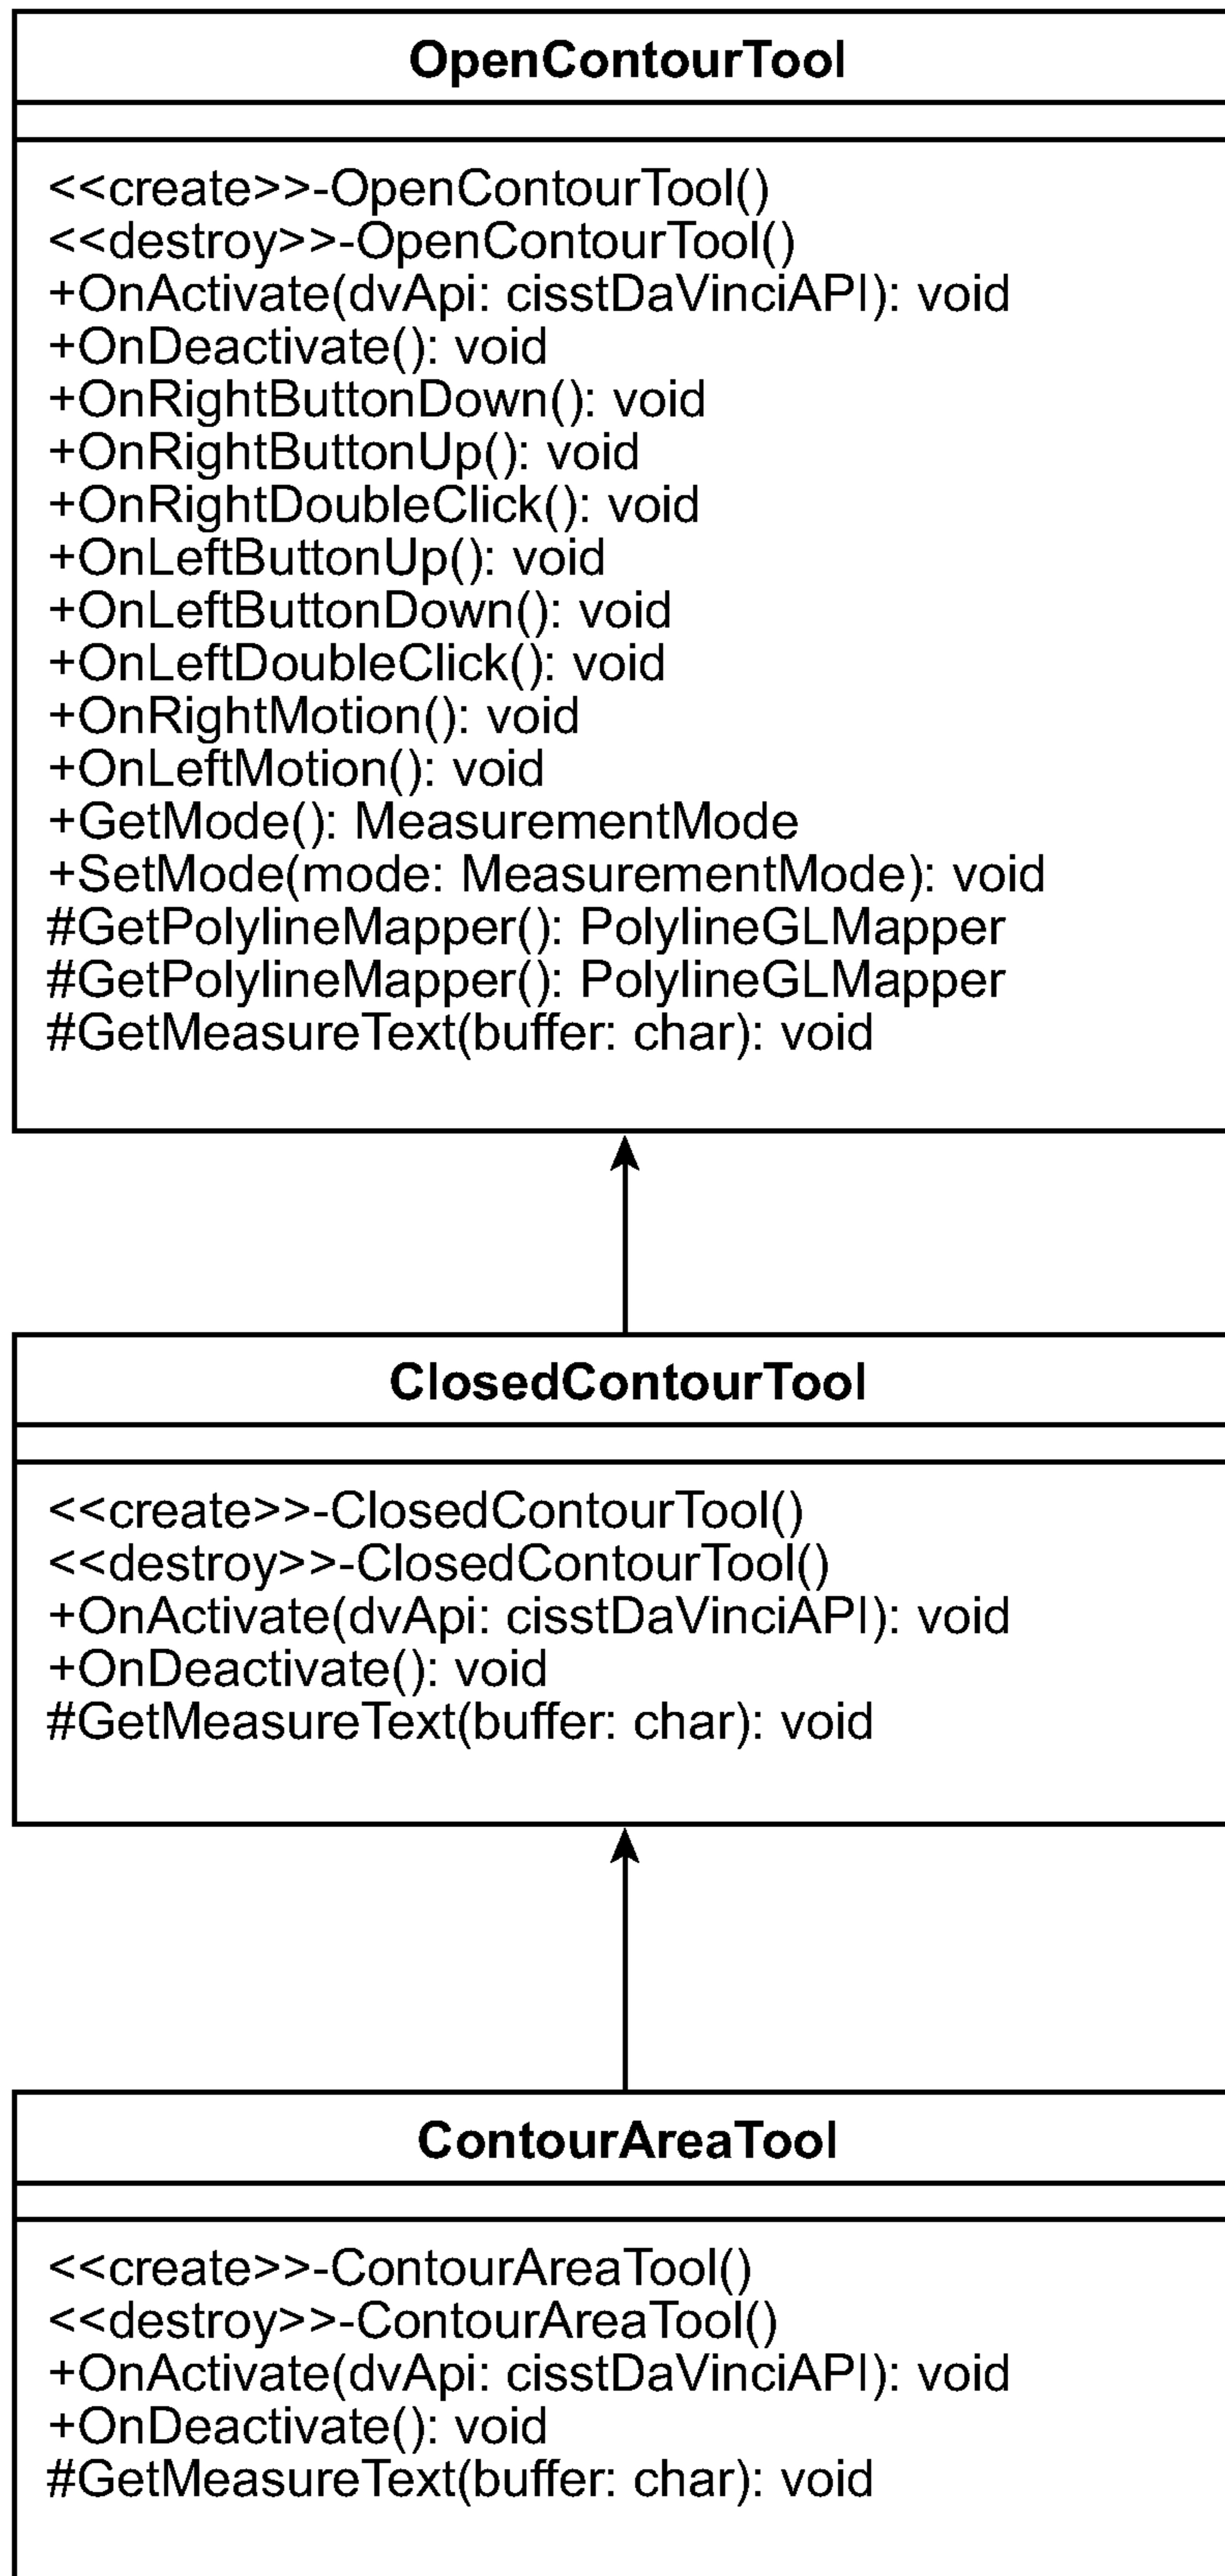 OpenContourTool
<<create>>-OpenContourTool()
<<destroy>>-OpenContourTool()
+OnActivate(dvApi: cisstDaVinciAPI): void
+OnDeactivate(): void
+OnRightButtonDown(): void
+OnRightButtonUp(): void
+OnRightDoubleClick(): void
+OnLeftButtonUp(): void
+OnLeftButtonDown(): void
+OnLeftDoubleClick(): void
+OnRightMotion(): void
+OnLeftMotion(): void
+GetMode(): MeasurementMode
+SetMode(mode: MeasurementMode): void
#GetPolylineMapper(): PolylineGLMapper
#GetPolylineMapper(): PolylineGLMapper
#GetMeasureText(buffer: char): void
ClosedContourTool
<<create>>-ClosedContourTool()
<<destroy>>-ClosedContourTool()
+OnActivate(dvApi: cisstDaVinciAPI): void
+OnDeactivate(): void
#GetMeasureText(buffer: char): void
ContourAreaTool
<<create>>-ContourAreaTool()
<<destroy>>-ContourAreaTool()
+OnActivate(dvApi: cisstDaVinciAPI): void
+OnDeactivate(): void
#GetMeasureText(buffer: char): void